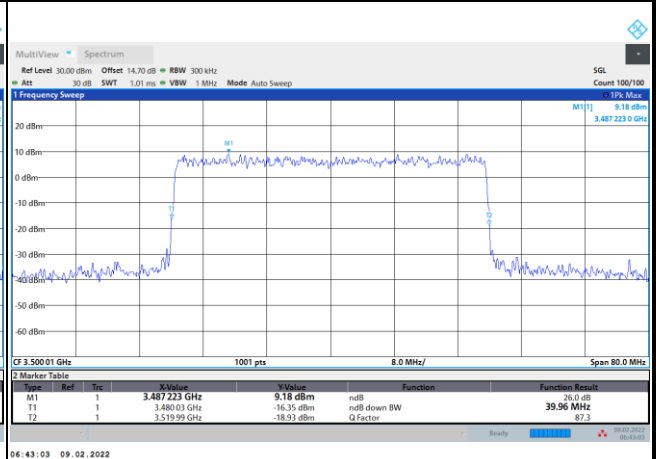 MultiView Spectrum
Ref Level 30.00 dBm Offset 14.70 dB RBW 300 kHz SGL
Att 30 dB SWT 1.01 ms VBW 1 MHz Mode Auto Sweep Count 100/100
1 Frequency Sweep 1Pk Max
M1[1] 9.18 dBm
3.487 223 0 GHz
20 dBm
M1
10 dBm
0 dBm
-10 dBm
T1
T2
-20 dBm
-30 dBm
-40 dBm
-50 dBm
-60 dBm
CF 3.500 01 GHz 1001 pts 8.0 MHz/ Span 80.0 MHz
2 Marker Table
Type Ref Trc X-Value Y-Value Function Function Result
M1 1 3.487 223 GHz 9.18 dBm ndB 26.0 dB
T1 1 3.480 03 GHz -16.35 dBm ndB down BW 39.96 MHz
T2 1 3.519 99 GHz -18.93 dBm Q Factor 87.3
Ready 09.02.2022
06:43:03
06:43:03 09.02.2022